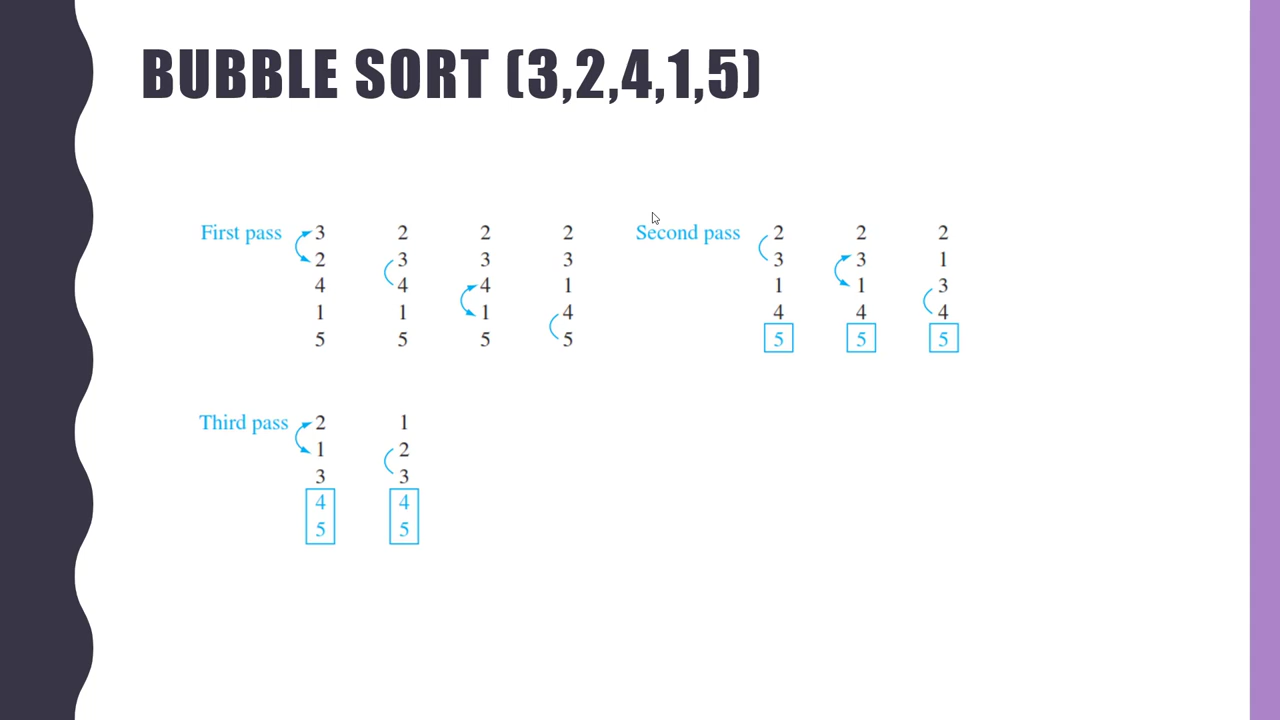 BUBBLE SORT (3,2,4,1,5)
First pass 3 2 2 2 Second pass 2 2 2
2 3 3 3 3 3 1
4 4 4 1 1 1 3
1 1 1 4 4 4 4
5 5 5 5 5 5 5
Third pass 2 1
1 2
3 3
4 4
5 5